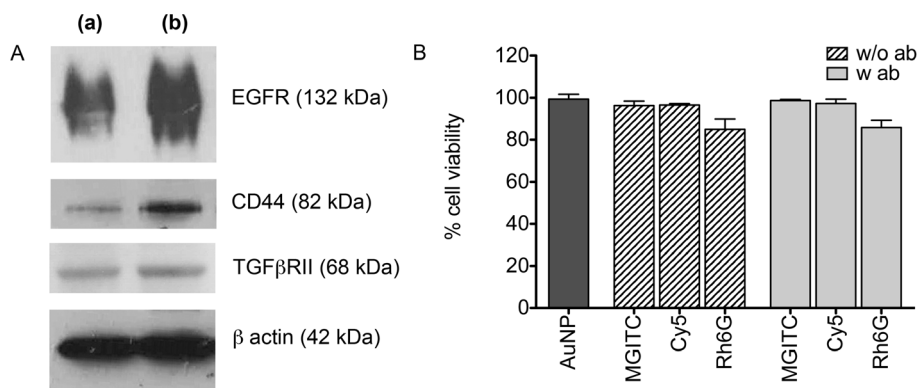 A
(a) (b)
EGFR (132 kDa)
CD44 (82 kDa)
TGFβRII (68 kDa)
β actin (42 kDa)
B
% cell viability
120
100
80
60
40
20
0
w/o ab
w ab
AuNP
MGITC
Cy5
Rh6G
MGITC
Cy5
Rh6G